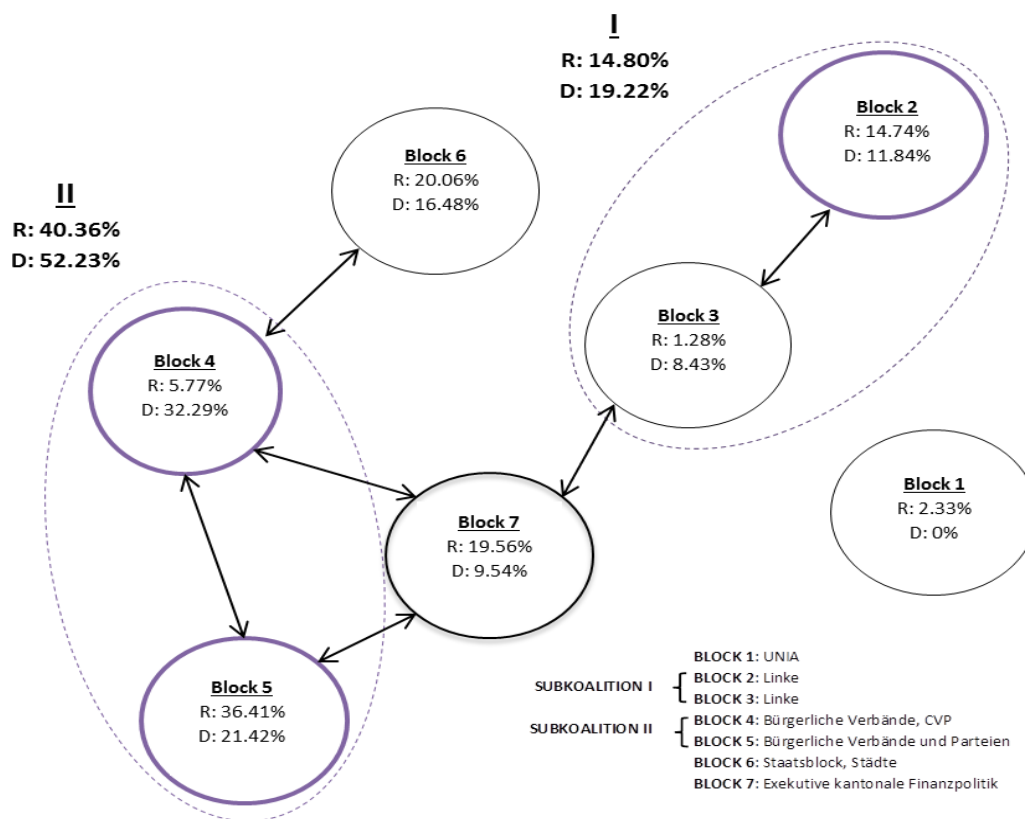 I
R: 14.80%
D: 19.22%
Block 2
R: 14.74%
D: 11.84%
Block 6
R: 20.06%
D: 16.48%
II
R: 40.36%
D: 52.23%
Block 3
R: 1.28%
D: 8.43%
Block 4
R: 5.77%
D: 32.29%
Block 1
R: 2.33%
D: 0%
Block 7
R: 19.56%
D: 9.54%
Block 5
R: 36.41%
D: 21.42%
BLOCK 1: UNIA
SUBKOALITION I
BLOCK 2: Linke
BLOCK 3: Linke
SUBKOALITION II
BLOCK 4: Bürgerliche Verbände, CVP
BLOCK 5: Bürgerliche Verbände und Parteien
BLOCK 6: Staatsblock, Städte
BLOCK 7: Exekutive kantonale Finanzpolitik